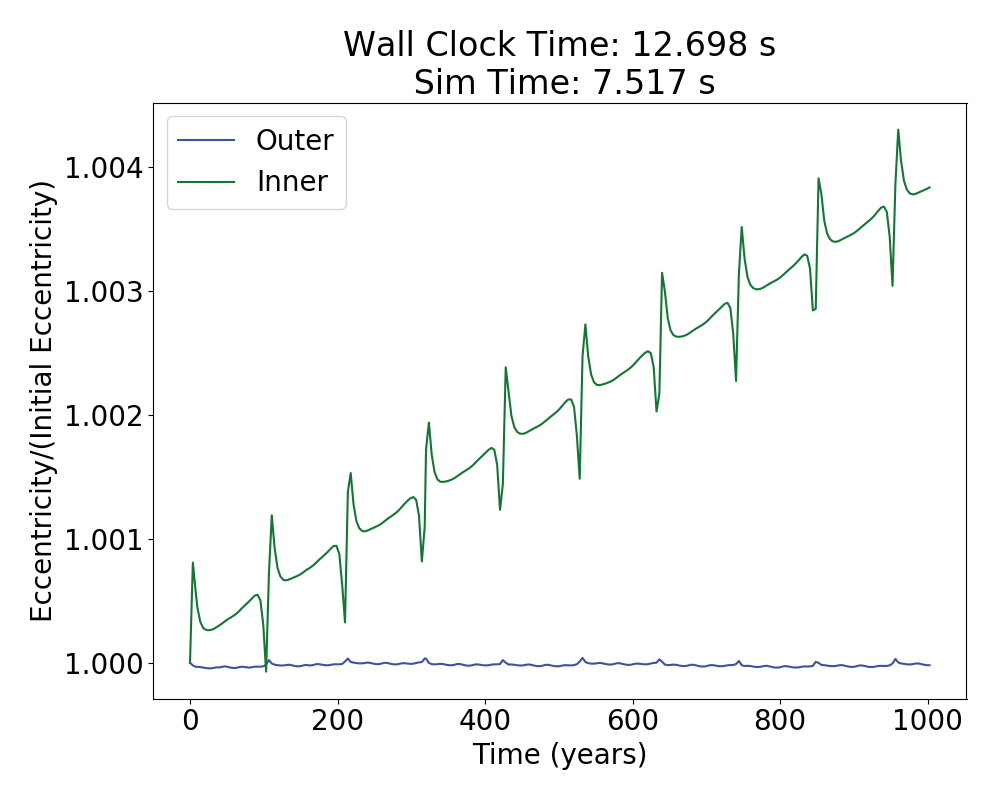 Wall Clock Time: 12.698 s
Sim Time: 7.517 s
Outer
Inner
Eccentricity/(Initial Eccentricity)
1.004
1.003
1.002
1.001
1.000
0
200
400
600
800
1000
Time (years)